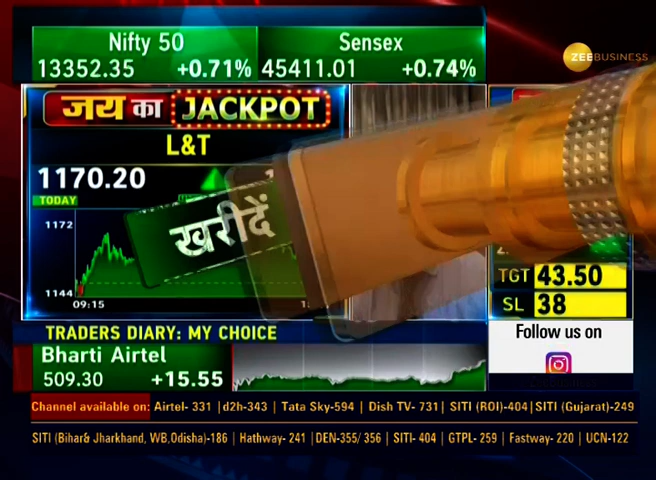 Nifty 50
13352.35 +0.71%
Sensex
45411.01 +0.74%
ZEEBUSINESS
जय का JACKPOT
L&T
1170.20
TODAY
1172
1144
09:15
खरीदें
TGT 43.50
SL 38
TRADERS DIARY: MY CHOICE
Bharti Airtel
509.30 +15.55
Follow us on
Channel available on: Airtel- 331 | d2h-343 | Tata Sky-594 | Dish TV- 731 | SITI (ROI)-404 | SITI (Gujarat)-249
SITI (Bihar& Jharkhand, WB,Odisha)-186 | Hathway- 241 | DEN-355/ 356 | SITI- 404 | GTPL- 259 | Fastway- 220 | UCN-122